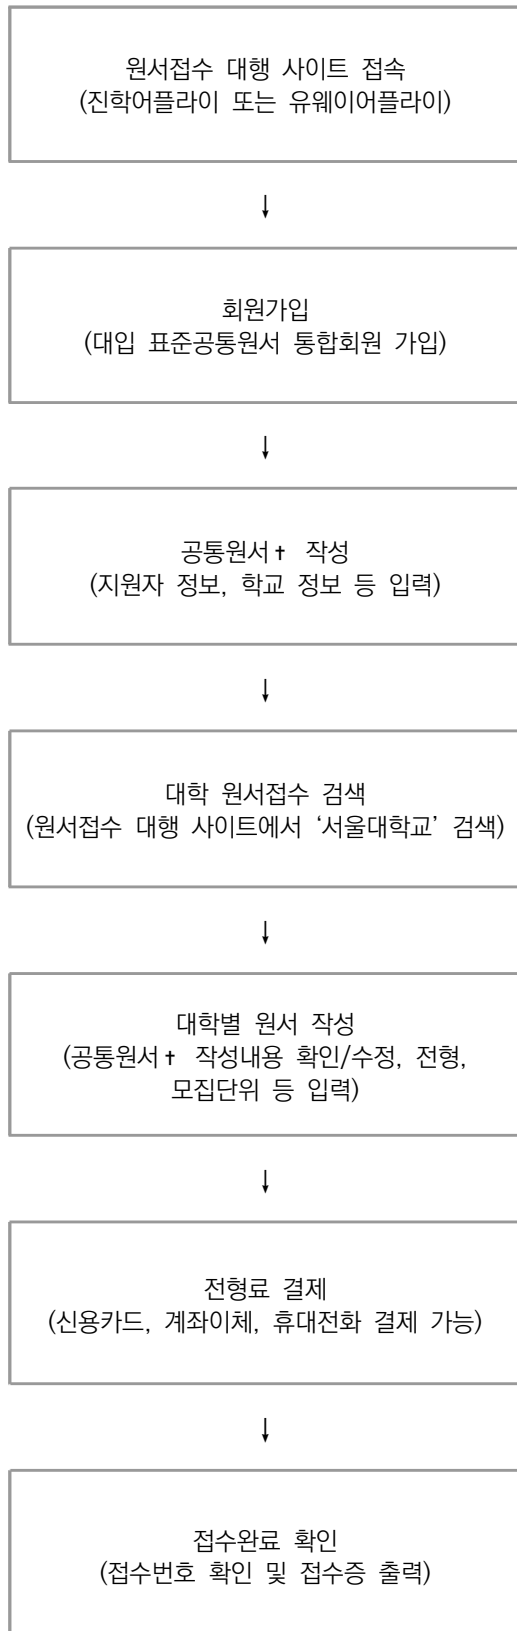 원서접수 대행 사이트 접속
(진학어플라이 또는 유웨이어플라이)
↓
회원가입
(대입 표준공통원서 통합회원 가입)
↓
공통원서✝ 작성
(지원자 정보, 학교 정보 등 입력)
↓
대학 원서접수 검색
(원서접수 대행 사이트에서 ‘서울대학교’ 검색)
↓
대학별 원서 작성
(공통원서✝ 작성내용 확인/수정, 전형,
모집단위 등 입력)
↓
전형료 결제
(신용카드, 계좌이체, 휴대전화 결제 가능)
↓
접수완료 확인
(접수번호 확인 및 접수증 출력)